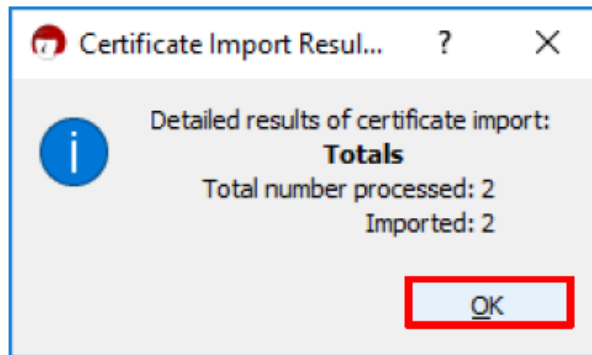 Certificate Import Resul...
Detailed results of certificate import:
Totals
Total number processed: 2
Imported: 2
OK